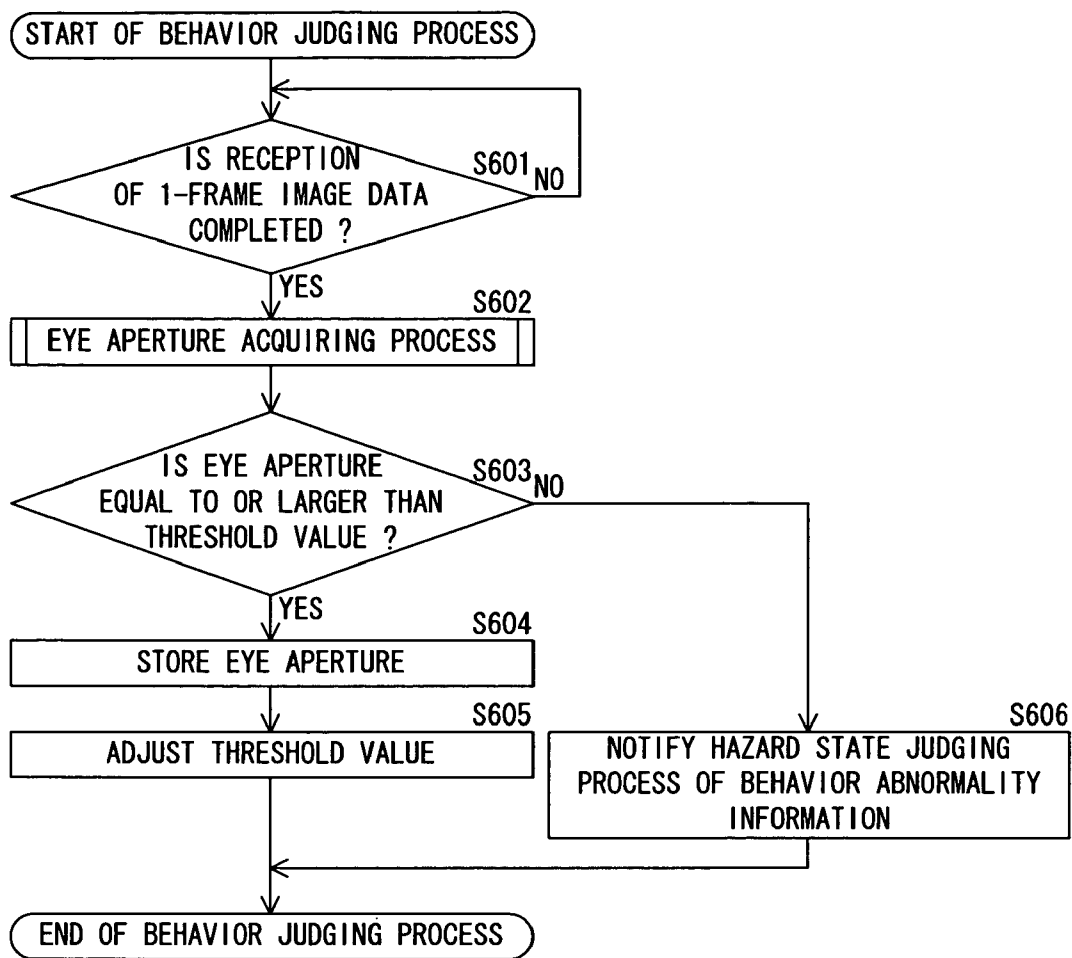 START OF BEHAVIOR JUDGING PROCESS
IS RECEPTION
OF 1-FRAME IMAGE DATA
COMPLETED ?
S601
NO
YES
S602
EYE APERTURE ACQUIRING PROCESS
IS EYE APERTURE
EQUAL TO OR LARGER THAN
THRESHOLD VALUE ?
S603
NO
YES
S604
STORE EYE APERTURE
S605
ADJUST THRESHOLD VALUE
S606
NOTIFY HAZARD STATE JUDGING
PROCESS OF BEHAVIOR ABNORMALITY
INFORMATION
END OF BEHAVIOR JUDGING PROCESS